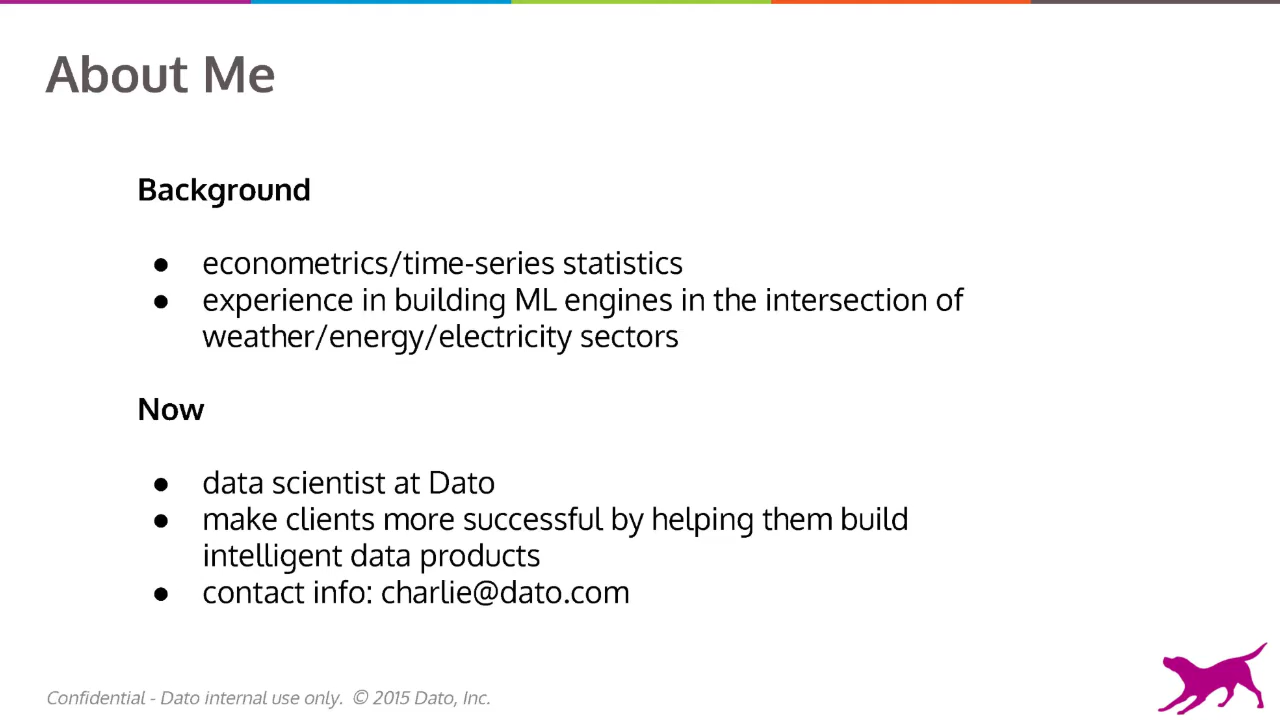 About Me
Background
● econometrics/time-series statistics
● experience in building ML engines in the intersection of
weather/energy/electricity sectors
Now
● data scientist at Dato
● make clients more successful by helping them build
intelligent data products
● contact info: charlie@dato.com
Confidential - Dato internal use only. © 2015 Dato, Inc.